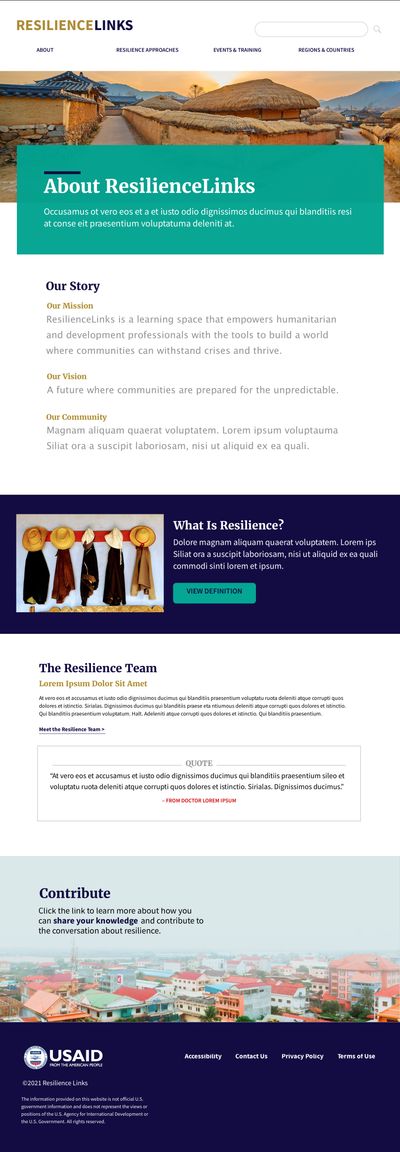 RESILIENCELINKS
ABOUT
RESILIENCE APPROACHES
EVENTS & TRAINING
REGIONS & COUNTRIES
About ResilienceLinks
Occusamus ot vero eos et a et iusto odio dignissimos ducimus qui blanditiis resi
at conse eit praesentium voluptatuma deleniti at.
Our Story
Our Mission
ResilienceLinks is a learning space that empowers humanitarian
and development professionals with the tools to build a world
where communities can withstand crises and thrive.
Our Vision
A future where communities are prepared for the unpredictable.
Our Community
Magnam aliquam quaerat voluptatem. Lorem ipsum voluptauma
Siliat ora a suscipit laboriosam, nisi ut aliquid ex ea quali.
What Is Resilience?
Dolore magnam aliquam quaerat voluptatem. Lorem ips
Siliat ora a suscipit laboriosam, nisi ut aliquid ex ea quali
commodi sinti lorem et ipsum.
VIEW DEFINITION
The Resilience Team
Lorem Ipsum Dolor Sit Amet
At vero eos et accusamus et iusto odio dignissimos ducimus qui blanditiis praesentium voluptatu ruota deleniti atque corrupti quos
dolores et istinctio. Sirialas. Dignissimos ducimus qui blanditiis praese eta ntiumous deleniti atque corrupti quos dolores et istinctio.
Qui blanditiis praesentium voluptatum. Halt. Adeleniti atque corrupti quos dolores et istinctio. Qui blanditiis praesentium.
Meet the Resilience Team >
QUOTE
“At vero eos et accusamus et iusto odio dignissimos ducimus qui blanditiis praesentium sileo et
voluptatu ruota deleniti atque corrupti quos dolores et istinctio. Sirialas. Dignissimos ducimus.”
– FROM DOCTOR LOREM IPSUM
Contribute
Click the link to learn more about how you
can share your knowledge and contribute to
the conversation about resilience.
USAID
FROM THE AMERICAN PEOPLE
Accessibility
Contact Us
Privacy Policy
Terms of Use
©2021 Resilience Links
The information provided on this website is not official U.S.
government information and does not represent the views or
positions of the U.S. Agency for International Development or
the U.S. Government. All rights reserved.